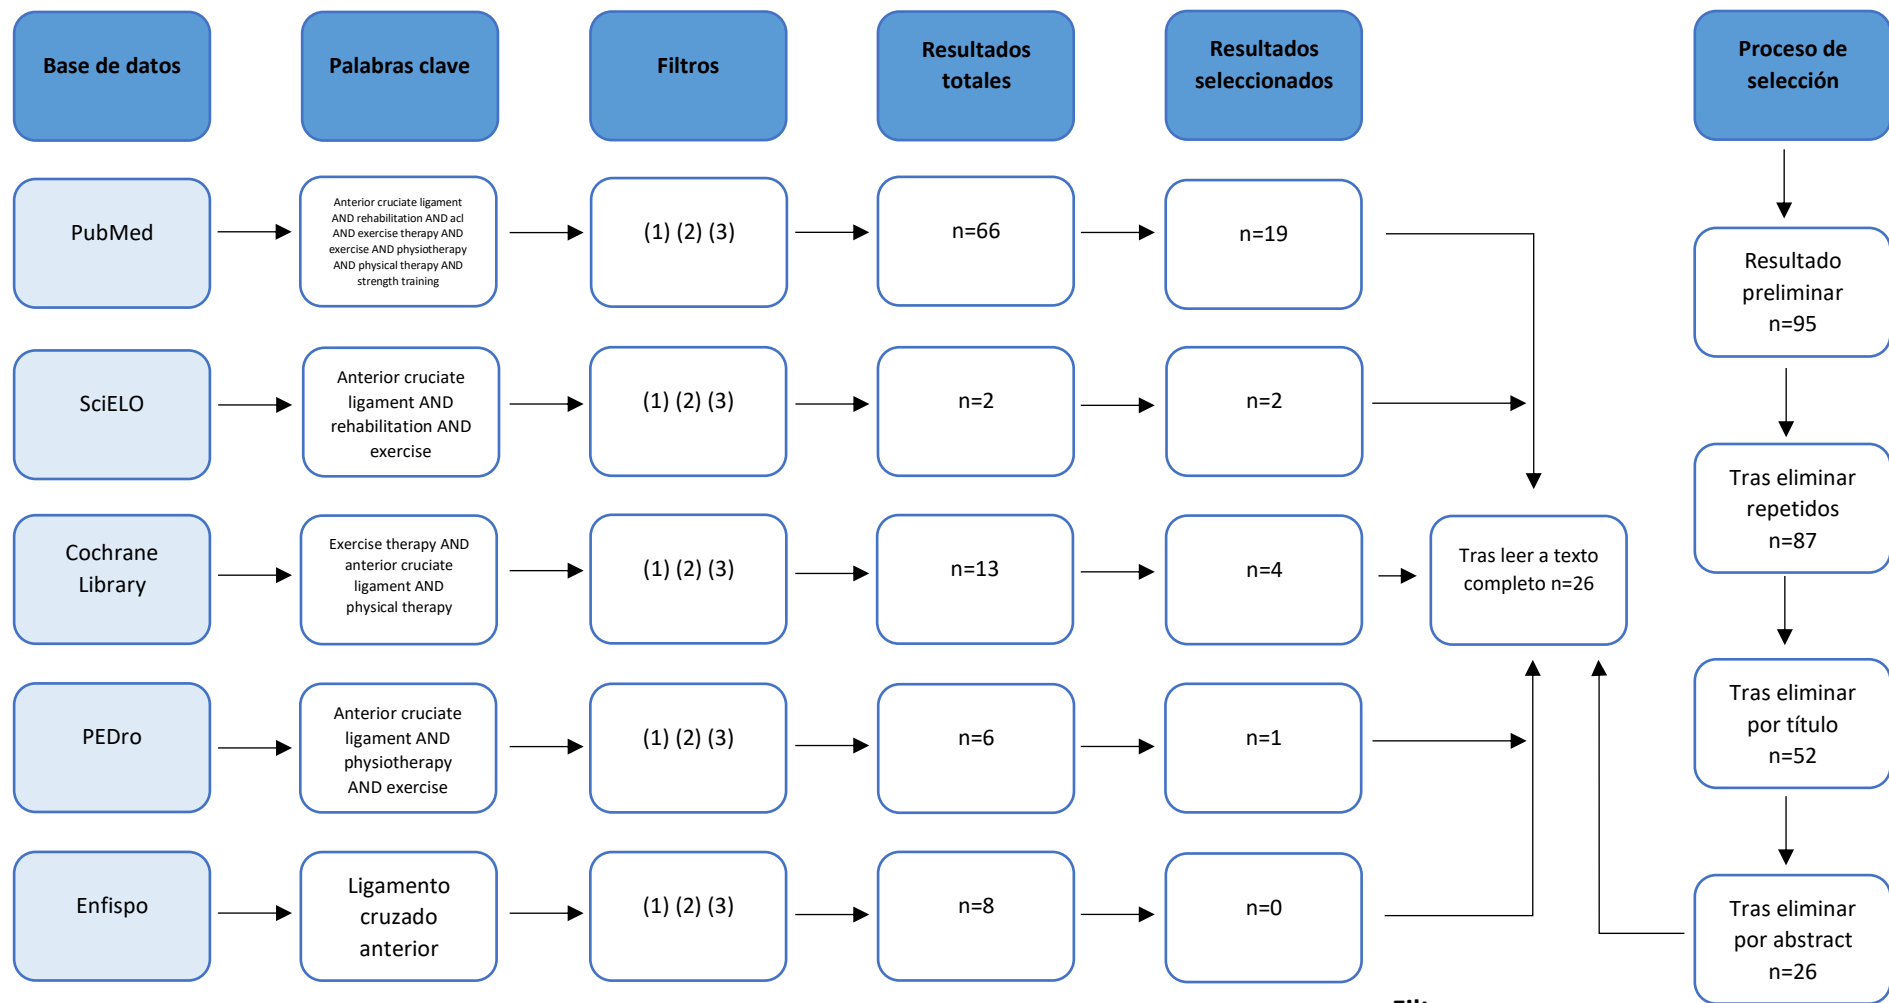 Base de datos
Palabras clave
Filtros
Resultados
totales
Resultados
seleccionados
Proceso de
selección
PubMed
Anterior cruciate ligament
AND rehabilitation AND acl
AND exercise therapy AND
exercise AND physiotherapy
AND physical therapy AND
strength training
(1) (2) (3)
n=66
n=19
Resultado
preliminar
n=95
SciELO
Anterior cruciate
ligament AND
rehabilitation AND
exercise
(1) (2) (3)
n=2
n=2
Tras eliminar
repetidos
n=87
Cochrane
Library
Exercise therapy AND
anterior cruciate
ligament AND
physical therapy
(1) (2) (3)
n=13
n=4
Tras leer a texto
completo n=26
Tras eliminar
por título
n=52
PEDro
Anterior cruciate
ligament AND
physiotherapy
AND exercise
(1) (2) (3)
n=6
n=1
Enfispo
Ligamento
cruzado
anterior
(1) (2) (3)
n=8
n=0
Tras eliminar
por abstract
n=26